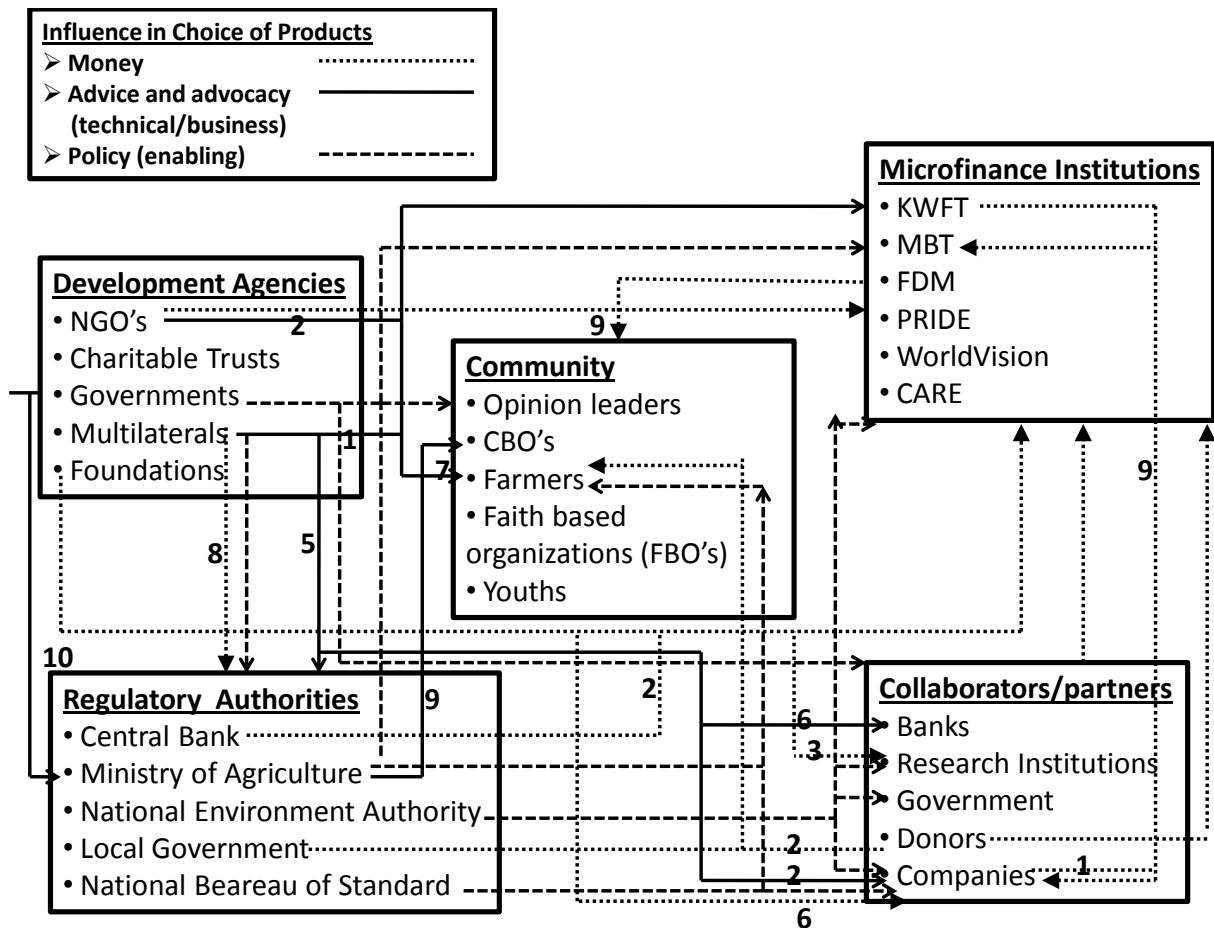 Influence in Choice of Products
➢ Money
➢ Advice and advocacy
(technical/business)
➢ Policy (enabling)
Microfinance Institutions
• KWFT
• MBT
• FDM
• PRIDE
• WorldVision
• CARE
Development Agencies
• NGO's
• Charitable Trusts
• Governments
• Multilaterals
• Foundations
2
1
9
Community
• Opinion leaders
• CBO's
• Farmers
• Faith based
organizations (FBO's)
• Youths
7
9
8
5
10
Regulatory Authorities
• Central Bank
• Ministry of Agriculture
• National Environment Authority
• Local Government
• National Beareau of Standard
9
2
6
3
2
2
6
Collaborators/partners
• Banks
• Research Institutions
• Government
• Donors
• Companies
1